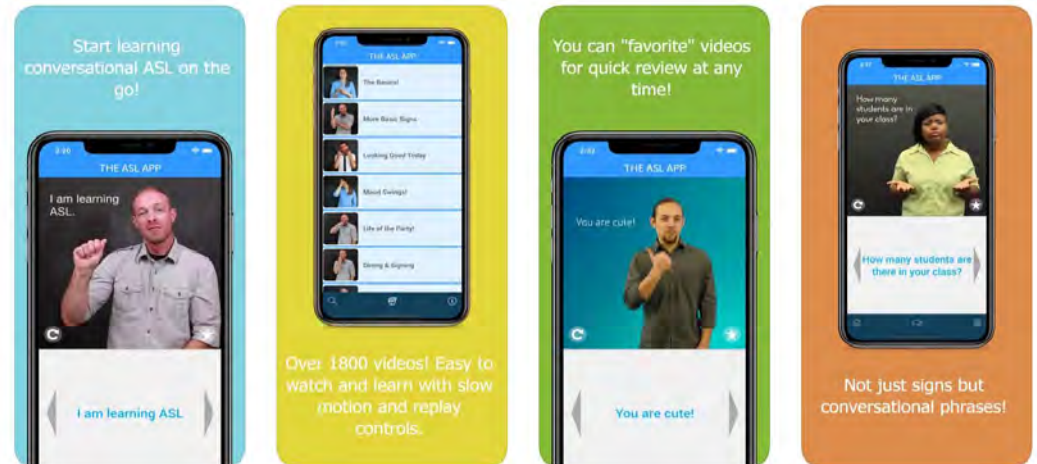 Start learning
conversational ASL on the
go!
THE ASL APP
I am learning
ASL.
I am learning ASL
THE ASL APP
The Basics!
More Basic Signs
Looking Good Today
Mood Swings!
Life of the Party!
Dining & Signing
Over 1800 videos! Easy to
watch and learn with slow
motion and replay
controls.
You can "favorite" videos
for quick review at any
time!
THE ASL APP
You are cute!
You are cute!
THE ASL APP
How many
students are in
your class?
How many students are
there in your class?
Not just signs but
conversational phrases!